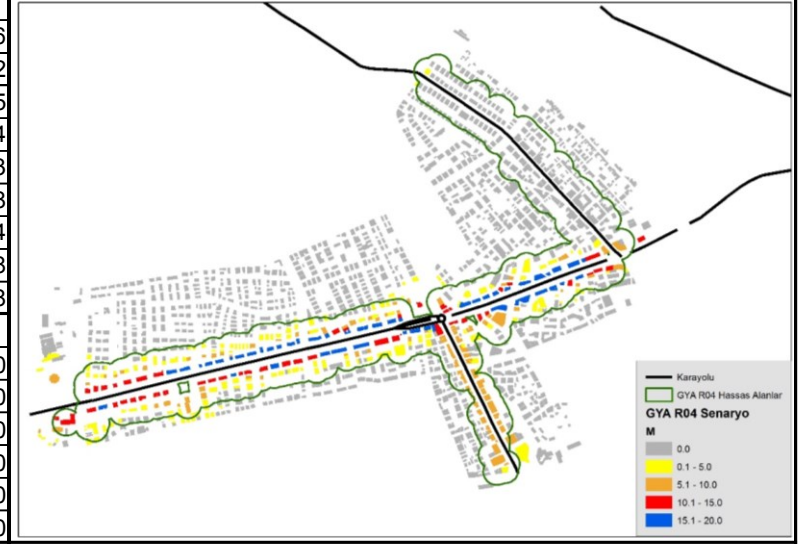 Karayolu
GYA R04 Hassas Alanlar
GYA R04 Senaryo
M
0.0
0.1 - 5.0
5.1 - 10.0
10.1 - 15.0
15.1 - 20.0